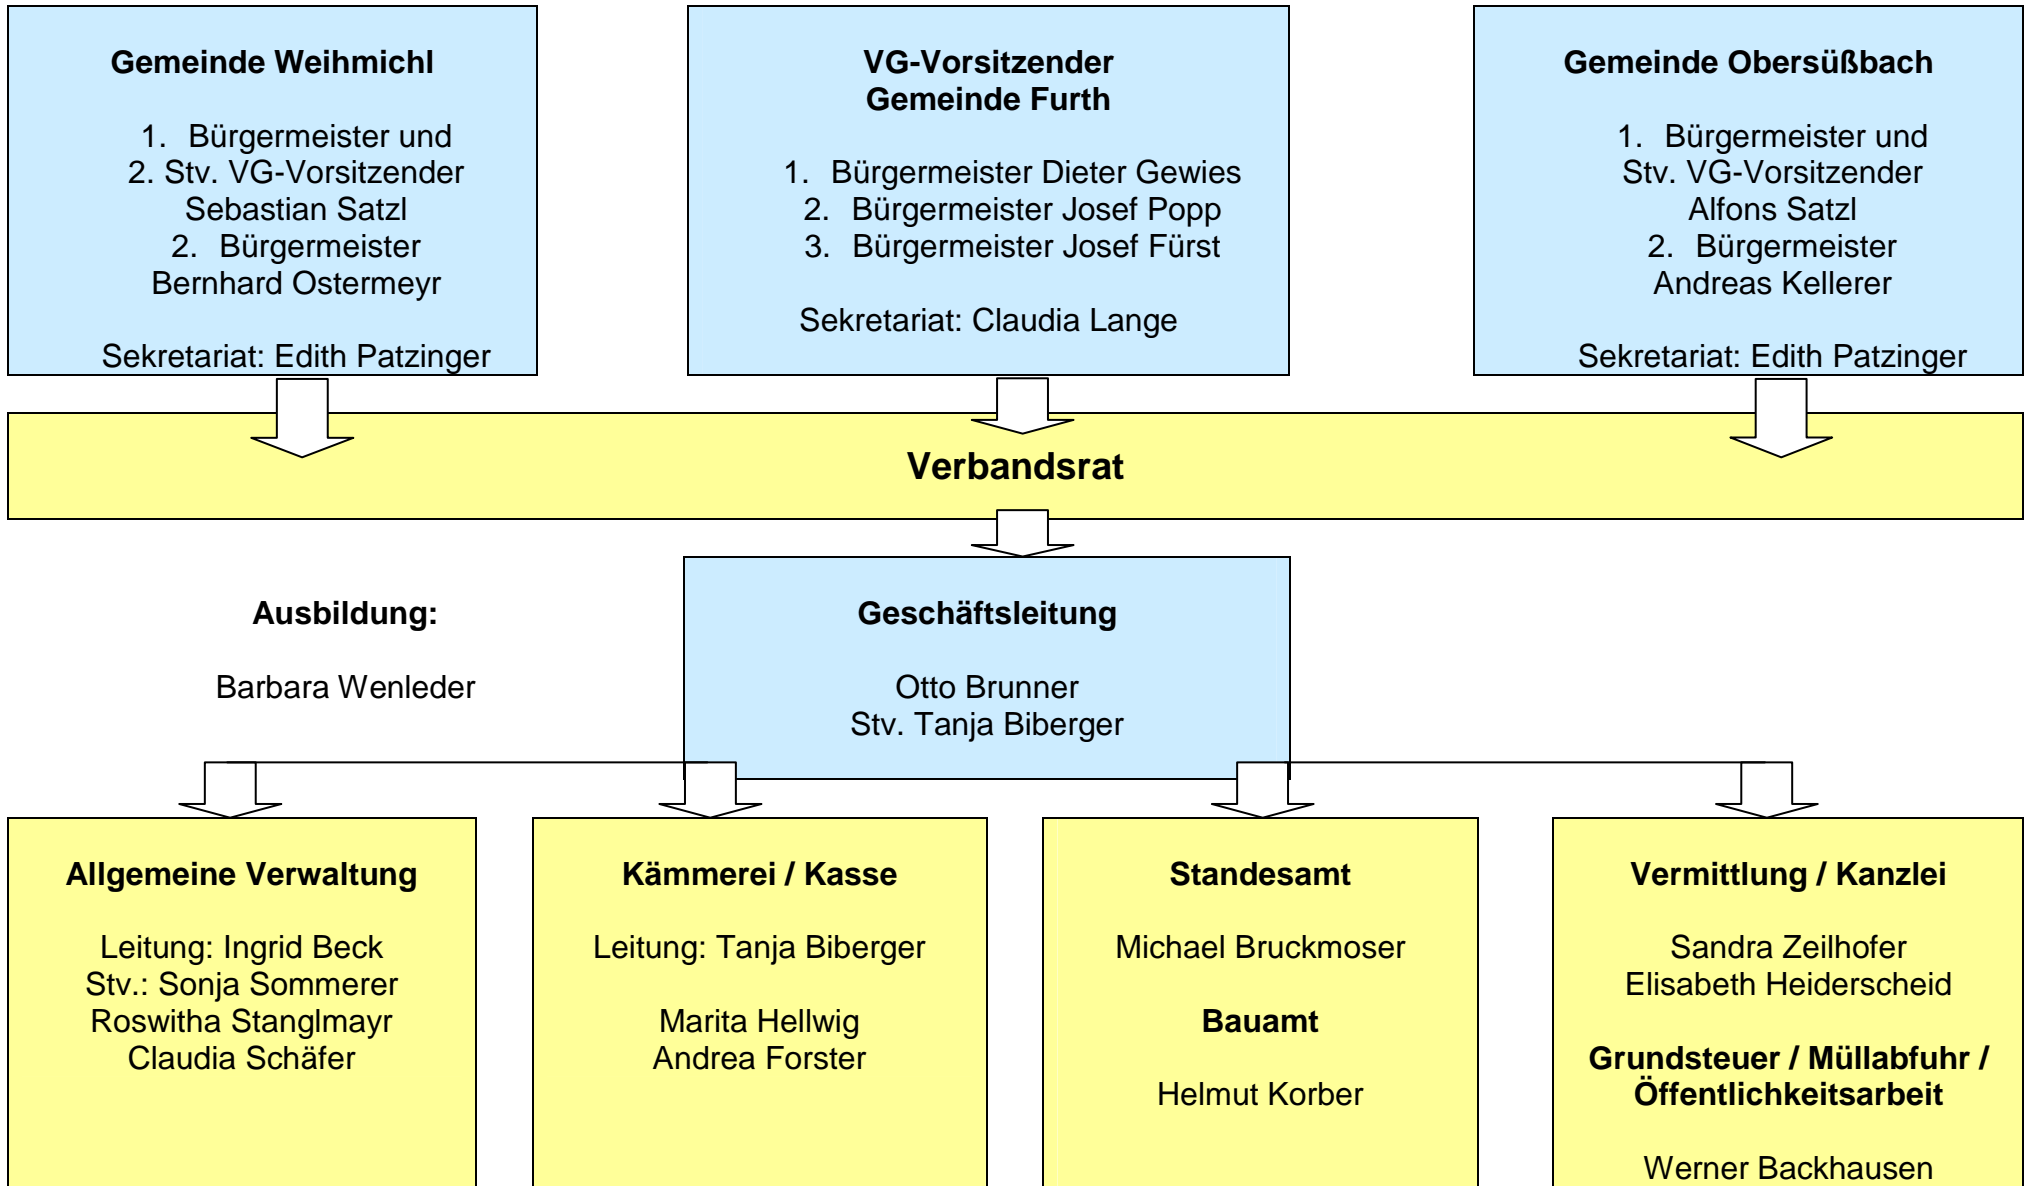 Gemeinde Weihmichl
1. Bürgermeister und
2. Stv. VG-Vorsitzender
Sebastian Satzl
2. Bürgermeister
Bernhard Ostermeyr
Sekretariat: Edith Patzinger
VG-Vorsitzender
Gemeinde Furth
1. Bürgermeister Dieter Gewies
2. Bürgermeister Josef Popp
3. Bürgermeister Josef Fürst
Sekretariat: Claudia Lange
Gemeinde Obersüßbach
1. Bürgermeister und
Stv. VG-Vorsitzender
Alfons Satzl
2. Bürgermeister
Andreas Kellerer
Sekretariat: Edith Patzinger
Verbandsrat
Ausbildung:
Barbara Wenleder
Geschäftsleitung
Otto Brunner
Stv. Tanja Biberger
Allgemeine Verwaltung
Leitung: Ingrid Beck
Stv.: Sonja Sommerer
Roswitha Stanglmayr
Claudia Schäfer
Kämmerei / Kasse
Leitung: Tanja Biberger
Marita Hellwig
Andrea Forster
Standesamt
Michael Bruckmoser
Bauamt
Helmut Korber
Vermittlung / Kanzlei
Sandra Zeilhofer
Elisabeth Heiderscheid
Grundsteuer / Müllabfuhr /
Öffentlichkeitsarbeit
Werner Backhausen